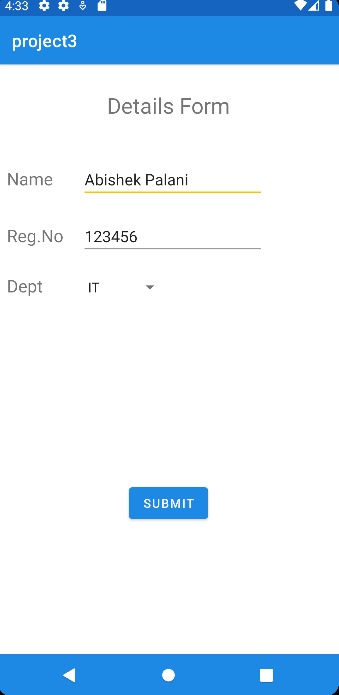 4:33
project3
Details Form
Name Abishek Palani
Reg.No 123456
Dept IT
SUBMIT